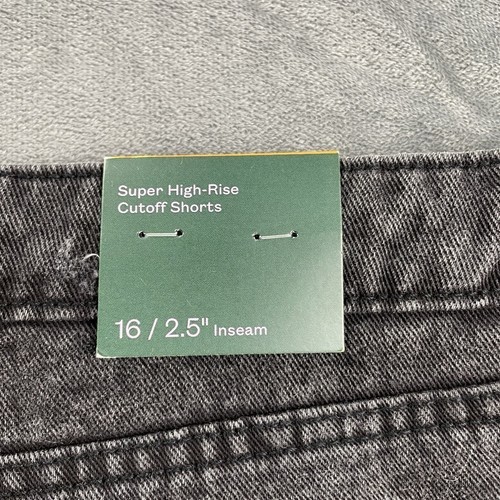 Super High-Rise
Cutoff Shorts
16 / 2.5" Inseam